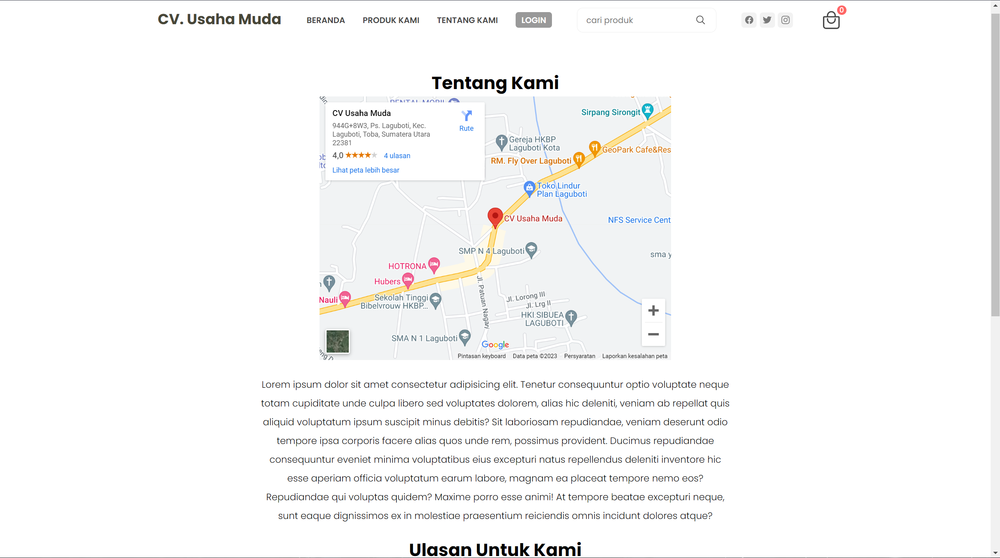 CV. Usaha Muda
BERANDA
PRODUK KAMI
TENTANG KAMI
LOGIN
cari produk
0
Tentang Kami
RENTAL MOBIL
CV Usaha Muda
944G+8W3, Ps. Laguboti, Kec.
Laguboti, Toba, Sumatera Utara
22381
Rute
4,0
4 ulasan
Lihat peta lebih besar
Sirpang Sirongit
Gereja HKBP
Laguboti Kota
GeoPark Cafe&Res
RM. Fly Over Laguboti
Toko Lindur
Plan Laguboti
CV Usaha Muda
NFS Service Cent
SMP N 4 Laguboti
sma y
HOTRONA
Hubers
Nauli
Sekolah Tinggi
Bibelvrouw HKBP...
Jl. Patuan Nagari
Jl. Lorong III
Jl. Lrg II
HKI SIBUEA
LAGUBOTI
SMA N 1 Laguboti
Google
Pintasan keyboard
Data peta ©2023
Persyaratan
Laporkan kesalahan peta
Lorem ipsum dolor sit amet consectetur adipisicing elit. Tenetur consequuntur optio voluptate neque
totam cupiditate unde culpa libero sed voluptates dolorem, alias hic deleniti, veniam ab repellat quis
aliquid voluptatum ipsum suscipit minus debitis? Sit laboriosam repudiandae, veniam deserunt odio
tempore ipsa corporis facere alias quos unde rem, possimus provident. Ducimus repudiandae
consequuntur eveniet minima voluptatibus eius excepturi natus repellendus deleniti inventore hic
esse aperiam officia voluptatum earum labore, magnam ea placeat tempore nemo eos?
Repudiandae qui voluptas quidem? Maxime porro esse animi! At tempore beatae excepturi neque,
sunt eaque dignissimos ex in molestiae praesentium reiciendis omnis incidunt dolores atque?
Ulasan Untuk Kami